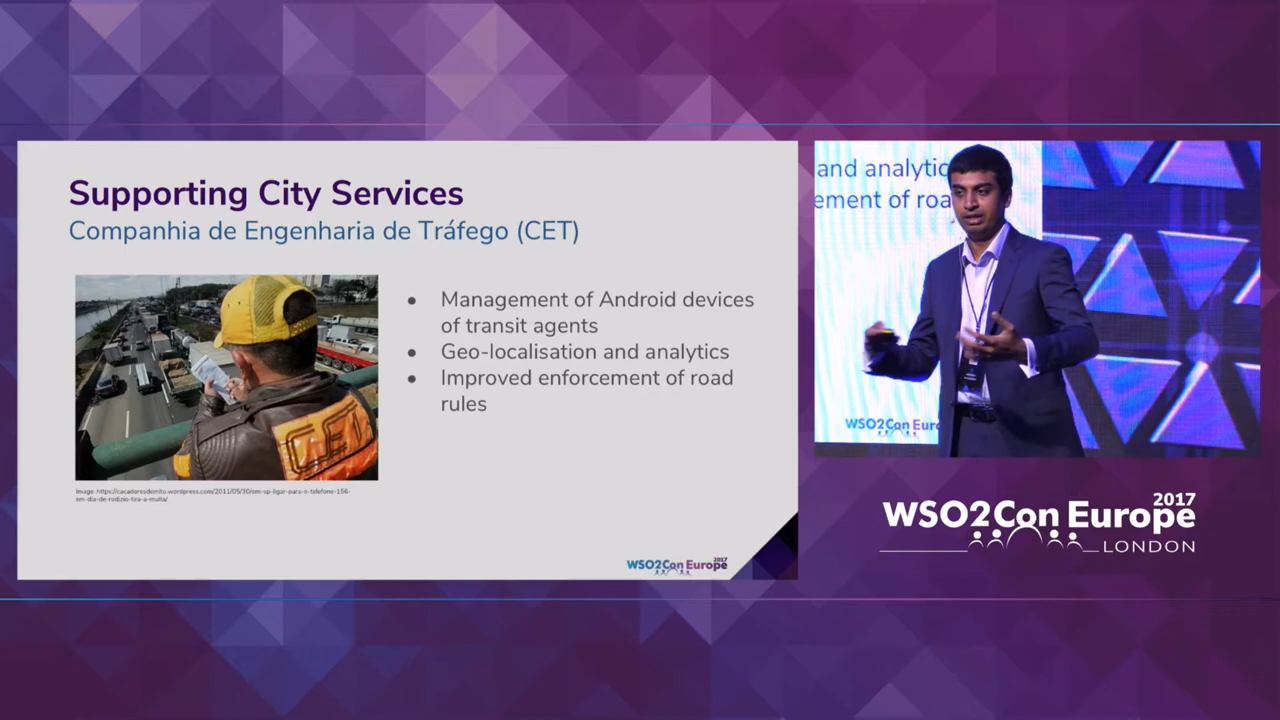 Supporting City Services
Companhia de Engenharia de Tráfego (CET)
● Management of Android devices
of transit agents
● Geo-localisation and analytics
● Improved enforcement of road
rules
CET
Image: https://cacadoresdemito.wordpress.com/2011/05/30/em-sp-ligar-para-o-telefone-156-
em-dia-de-rodizio-tira-a-multa/
WSO2Con Europe 2017
and analytic
ement of roa
WSO2Con Euro
WSO2Con Europe 2017
LONDON